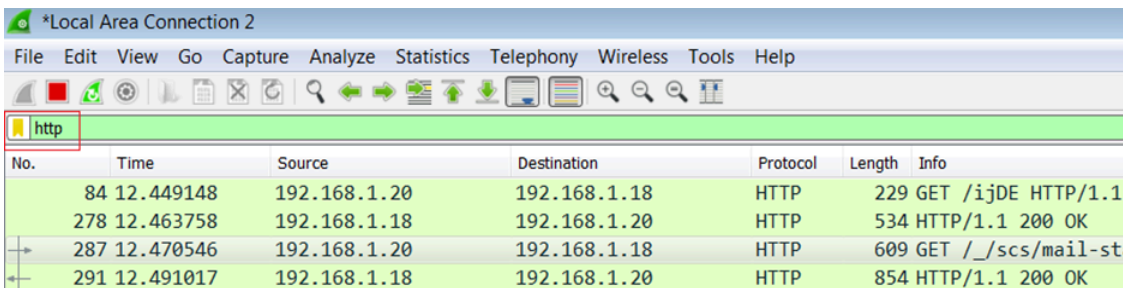 *Local Area Connection 2
File Edit View Go Capture Analyze Statistics Telephony Wireless Tools Help
http
No. Time Source Destination Protocol Length Info
84 12.449148 192.168.1.20 192.168.1.18 HTTP 229 GET /ijDE HTTP/1.1
278 12.463758 192.168.1.18 192.168.1.20 HTTP 534 HTTP/1.1 200 OK
287 12.470546 192.168.1.20 192.168.1.18 HTTP 609 GET /_/scs/mail-st
291 12.491017 192.168.1.18 192.168.1.20 HTTP 854 HTTP/1.1 200 OK